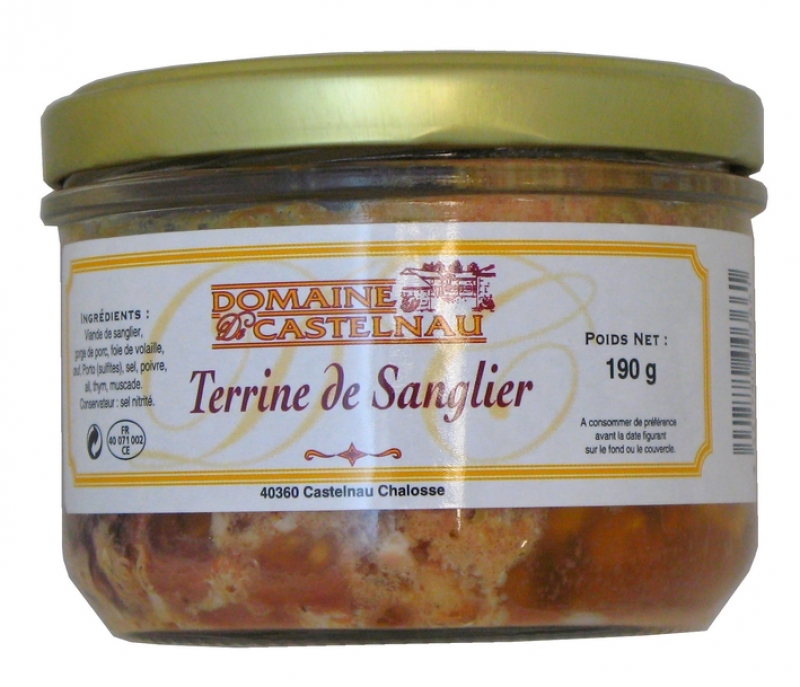 INGRÉDIENTS :
Viande de sanglier,
gorge de porc, foie de volaille,
œuf, Porto (sulfites), sel, poivre,
ail, thym, muscade.
Conservateur : sel nitrité.
FR
40 071 002
CE
DOMAINE
De CASTELNAU
Terrine de Sanglier
40360 Castelnau Chalosse
POIDS NET :
190 g
A consommer de préférence
avant la date figurant
sur le fond ou le couvercle.